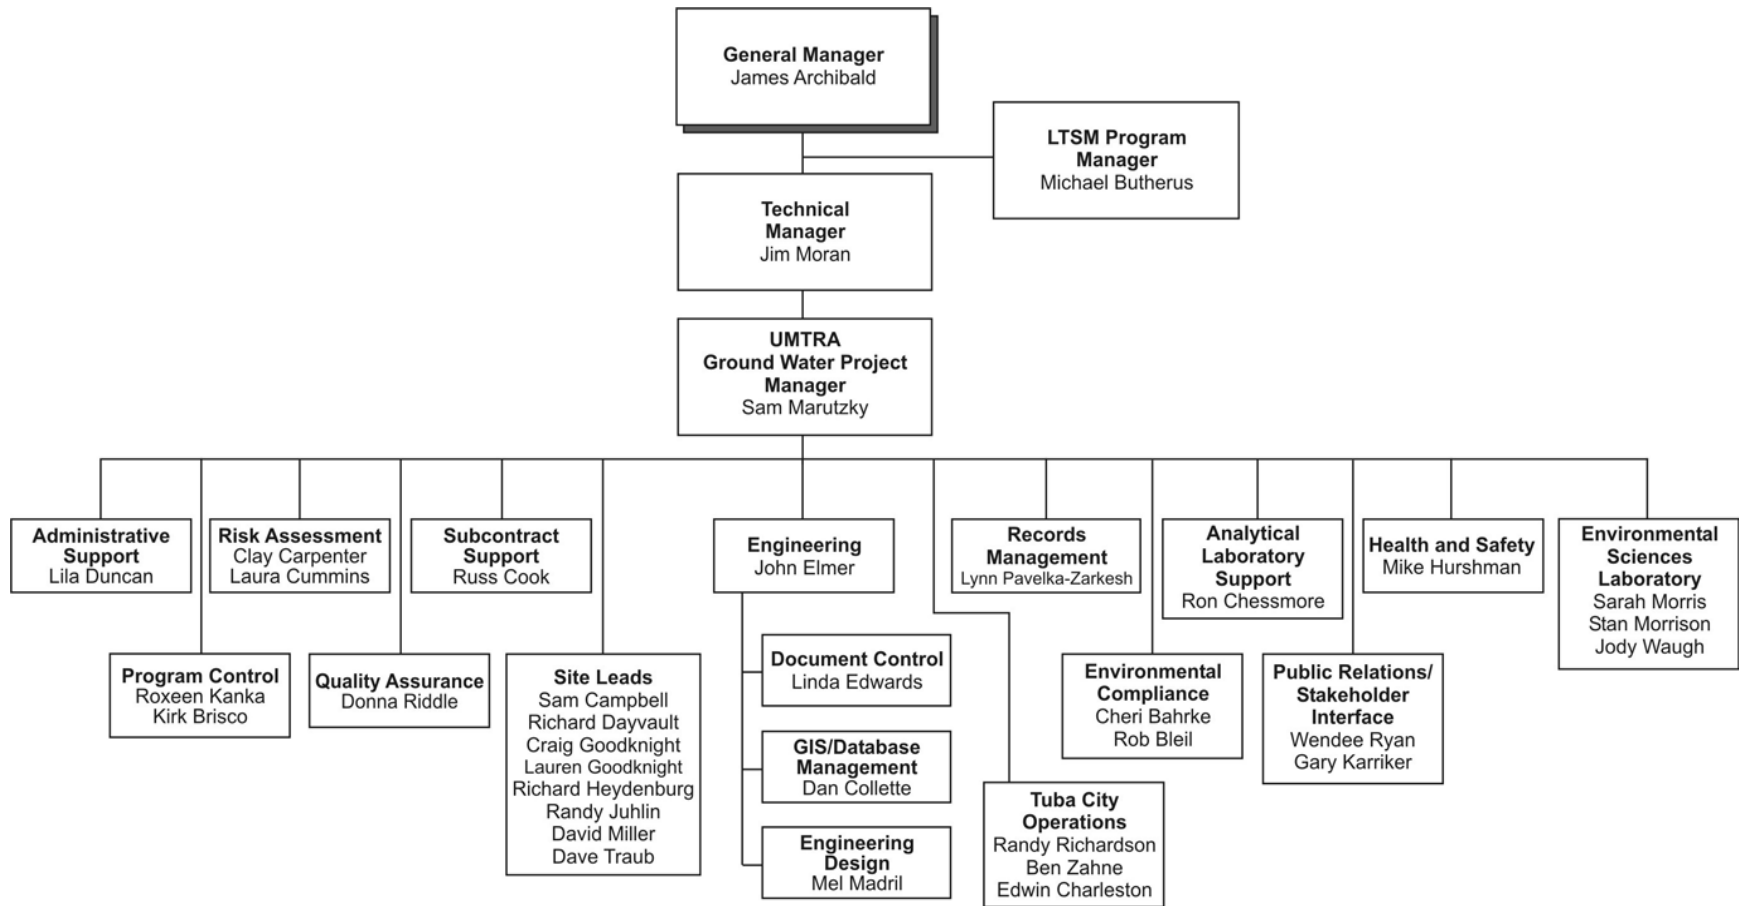 General Manager
James Archibald
LTSM Program
Manager
Michael Butherus
Technical
Manager
Jim Moran
UMTRA
Ground Water Project
Manager
Sam Marutzky
Administrative
Support
Lila Duncan
Risk Assessment
Clay Carpenter
Laura Cummins
Subcontract
Support
Russ Cook
Engineering
John Elmer
Records
Management
Lynn Pavelka-Zarkesh
Analytical
Laboratory
Support
Ron Chessmore
Health and Safety
Mike Hurshman
Environmental
Sciences
Laboratory
Sarah Morris
Stan Morrison
Jody Waugh
Program Control
Roxeen Kanka
Kirk Brisco
Quality Assurance
Donna Riddle
Site Leads
Sam Campbell
Richard Dayvault
Craig Goodknight
Lauren Goodknight
Richard Heydenburg
Randy Juhlin
David Miller
Dave Traub
Document Control
Linda Edwards
GIS/Database
Management
Dan Collette
Engineering
Design
Mel Madril
Tuba City
Operations
Randy Richardson
Ben Zahne
Edwin Charleston
Environmental
Compliance
Cheri Bahrke
Rob Bleil
Public Relations/
Stakeholder
Interface
Wendee Ryan
Gary Karriker